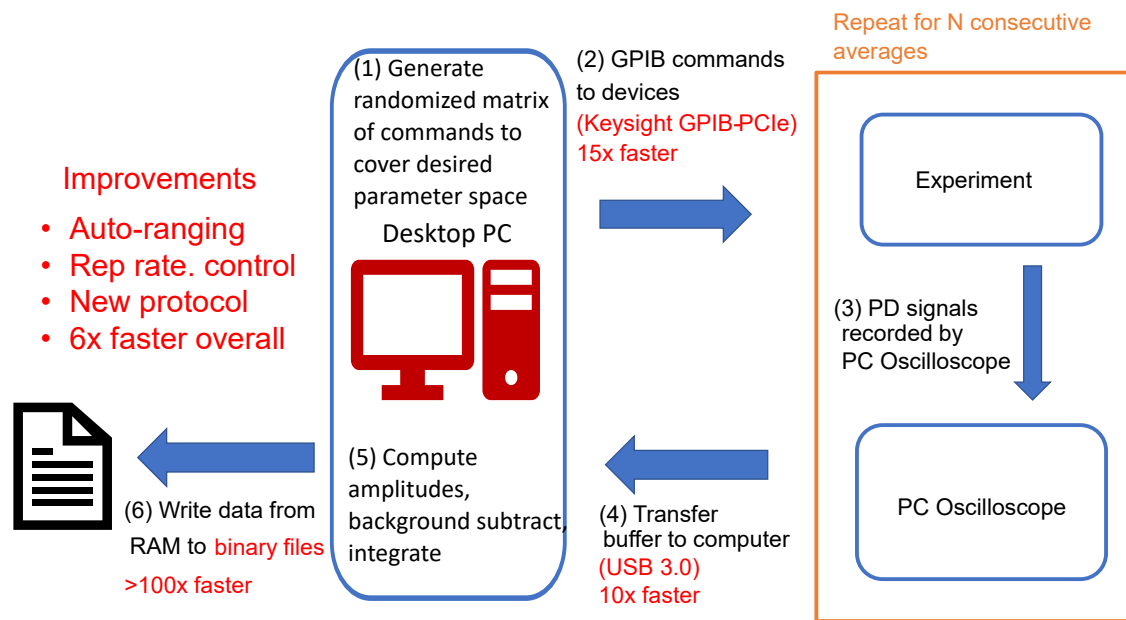 Repeat for N consecutive
averages
(1) Generate
randomized matrix
of commands to
cover desired
parameter space
Desktop PC
(2) GPIB commands
to devices
(Keysight GPIB-PCIe)
15x faster
Experiment
Improvements
• Auto-ranging
• Rep rate. control
• New protocol
• 6x faster overall
(3) PD signals
recorded by
PC Oscilloscope
PC Oscilloscope
(4) Transfer
buffer to computer
(USB 3.0)
10x faster
(5) Compute
amplitudes,
background subtract,
integrate
(6) Write data from
RAM to binary files
>100x faster